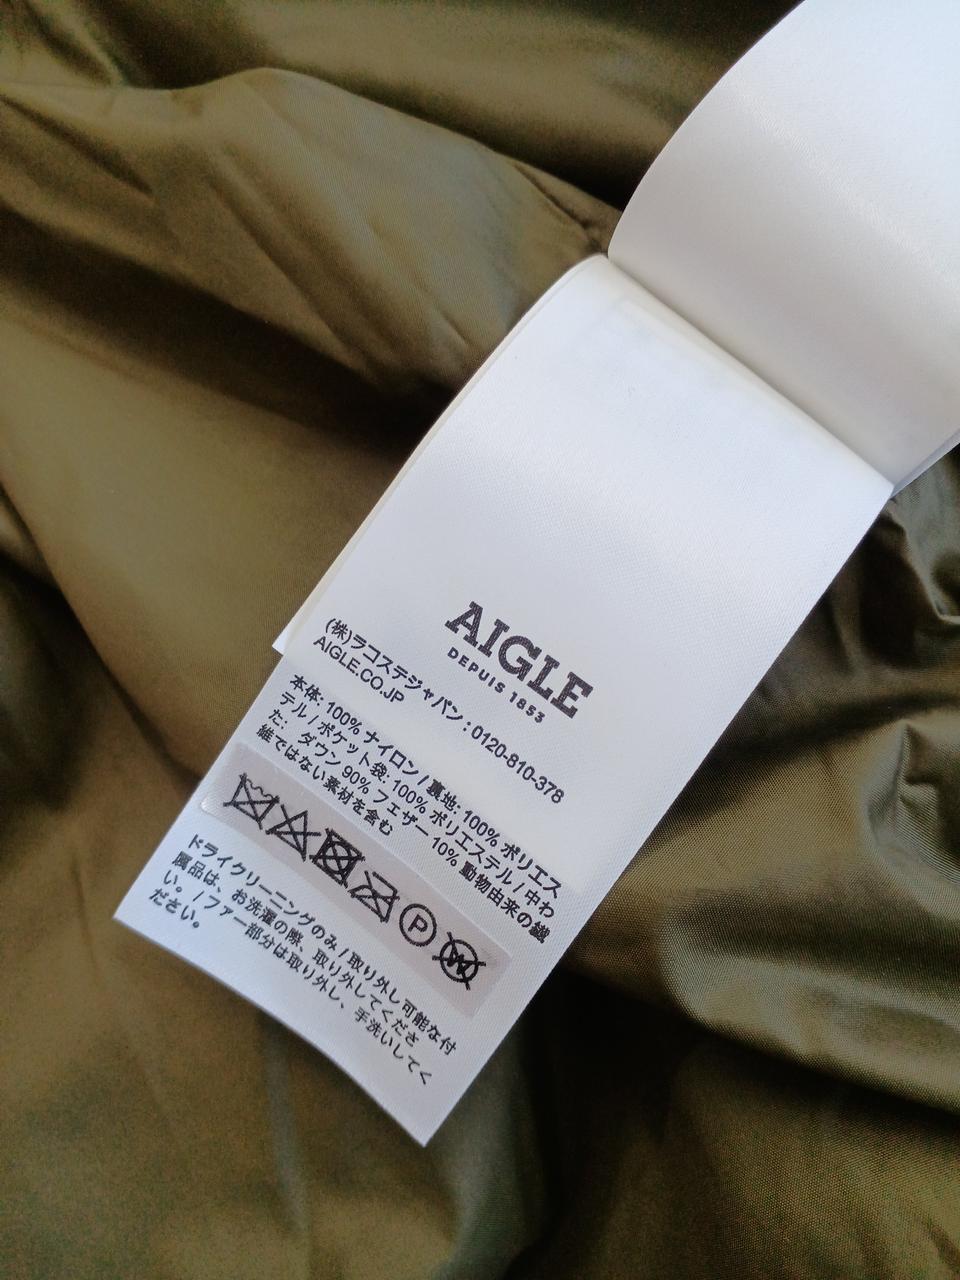 AIGLE
DEPUIS 1853
(株)ラコステジャパン : 0120-810-378
AIGLE.CO.JP
本体: 100% ナイロン / 裏地: 100% ポリエス
テル / ポケット袋: 100% ポリエステル / 中わ
た: ダウン 90% フェザー 10% 動物由来の繊
維ではない素材を含む
P
W
ドライクリーニングのみ / 取り外し可能な付
属品は、お洗濯の際、取り外してくださ
い。/ ファー部分は取り外し、手洗いしてく
ださい。